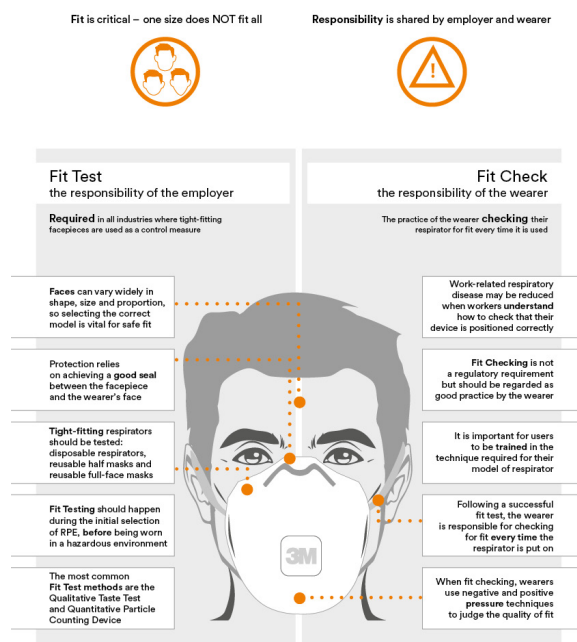 Fit is critical – one size does NOT fit all
Responsibility is shared by employer and wearer
!
Fit Test
the responsibility of the employer
Required in all industries where tight-fitting
facepieces are used as a control measure
Faces can vary widely in
shape, size and proportion,
so selecting the correct
model is vital for safe fit
Protection relies
on achieving a good seal
between the facepiece
and the wearer's face
Tight-fitting respirators
should be tested:
disposable respirators,
reusable half masks and
reusable full-face masks
Fit Testing should happen
during the initial selection
of RPE, before being worn
in a hazardous environment
The most common
Fit Test methods are the
Qualitative Taste Test
and Quantitative Particle
Counting Device
Fit Check
the responsibility of the wearer
The practice of the wearer checking their
respirator for fit every time it is used
Work-related respiratory
disease may be reduced
when workers understand
how to check that their
device is positioned correctly
Fit Checking is not
a regulatory requirement
but should be regarded as
good practice by the wearer
It is important for users
to be trained in the
technique required for their
model of respirator
Following a successful
fit test, the wearer
is responsible for checking
for fit every time the
respirator is put on
When fit checking, wearers
use negative and positive
pressure techniques
to judge the quality of fit
3M